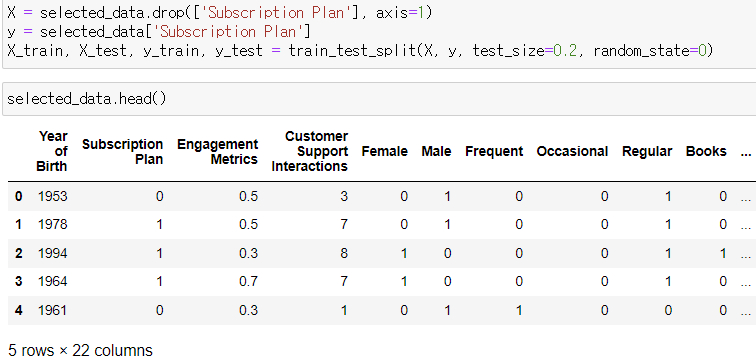 X = selected_data.drop(['Subscription Plan'], axis=1)
y = selected_data['Subscription Plan']
X_train, X_test, y_train, y_test = train_test_split(X, y, test_size=0.2, random_state=0)
selected_data.head()
Year of Birth Subscription Plan Engagement Metrics Customer Support Interactions Female Male Frequent Occasional Regular Books ...
0 1953 0 0.5 3 0 1 0 0 1 0 ...
1 1978 1 0.5 7 0 1 0 0 1 0 ...
2 1994 1 0.3 8 1 0 0 0 1 1 ...
3 1964 1 0.7 7 1 0 0 0 1 0 ...
4 1961 0 0.3 1 0 1 1 0 0 0 ...
5 rows × 22 columns